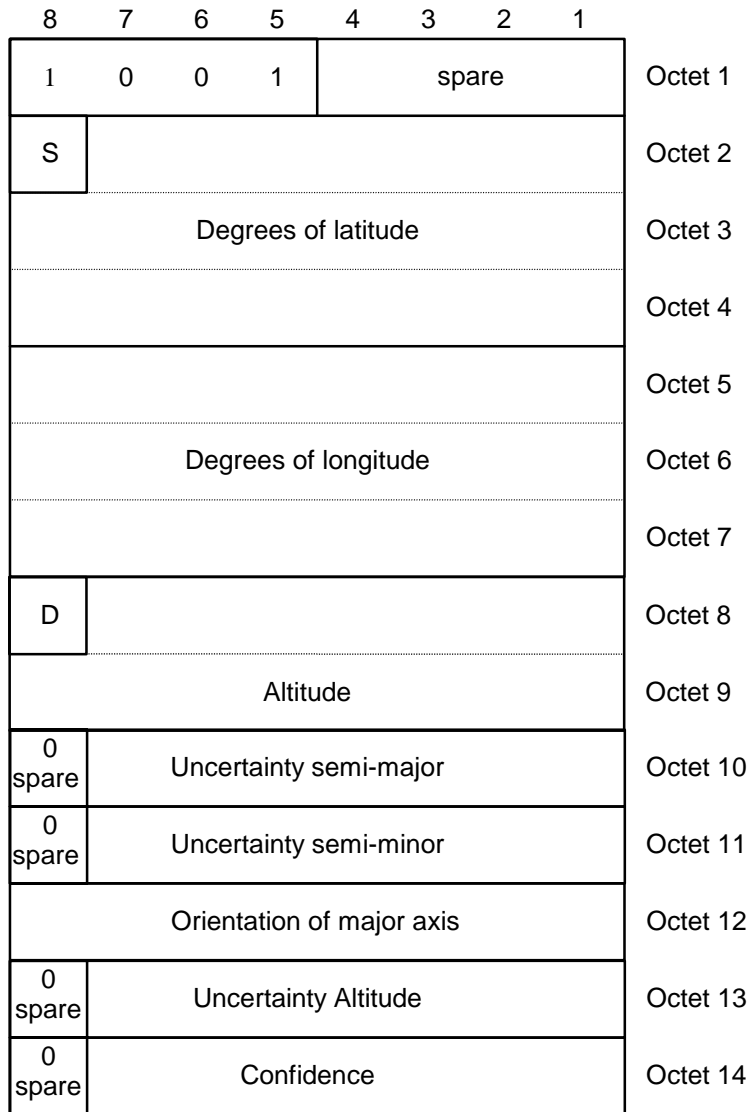 8 7 6 5 4 3 2 1
1 0 0 1 spare Octet 1
S Octet 2
Degrees of latitude Octet 3
Octet 4
Octet 5
Degrees of longitude Octet 6
Octet 7
D Octet 8
Altitude Octet 9
0 spare Uncertainty semi-major Octet 10
0 spare Uncertainty semi-minor Octet 11
Orientation of major axis Octet 12
0 spare Uncertainty Altitude Octet 13
0 spare Confidence Octet 14